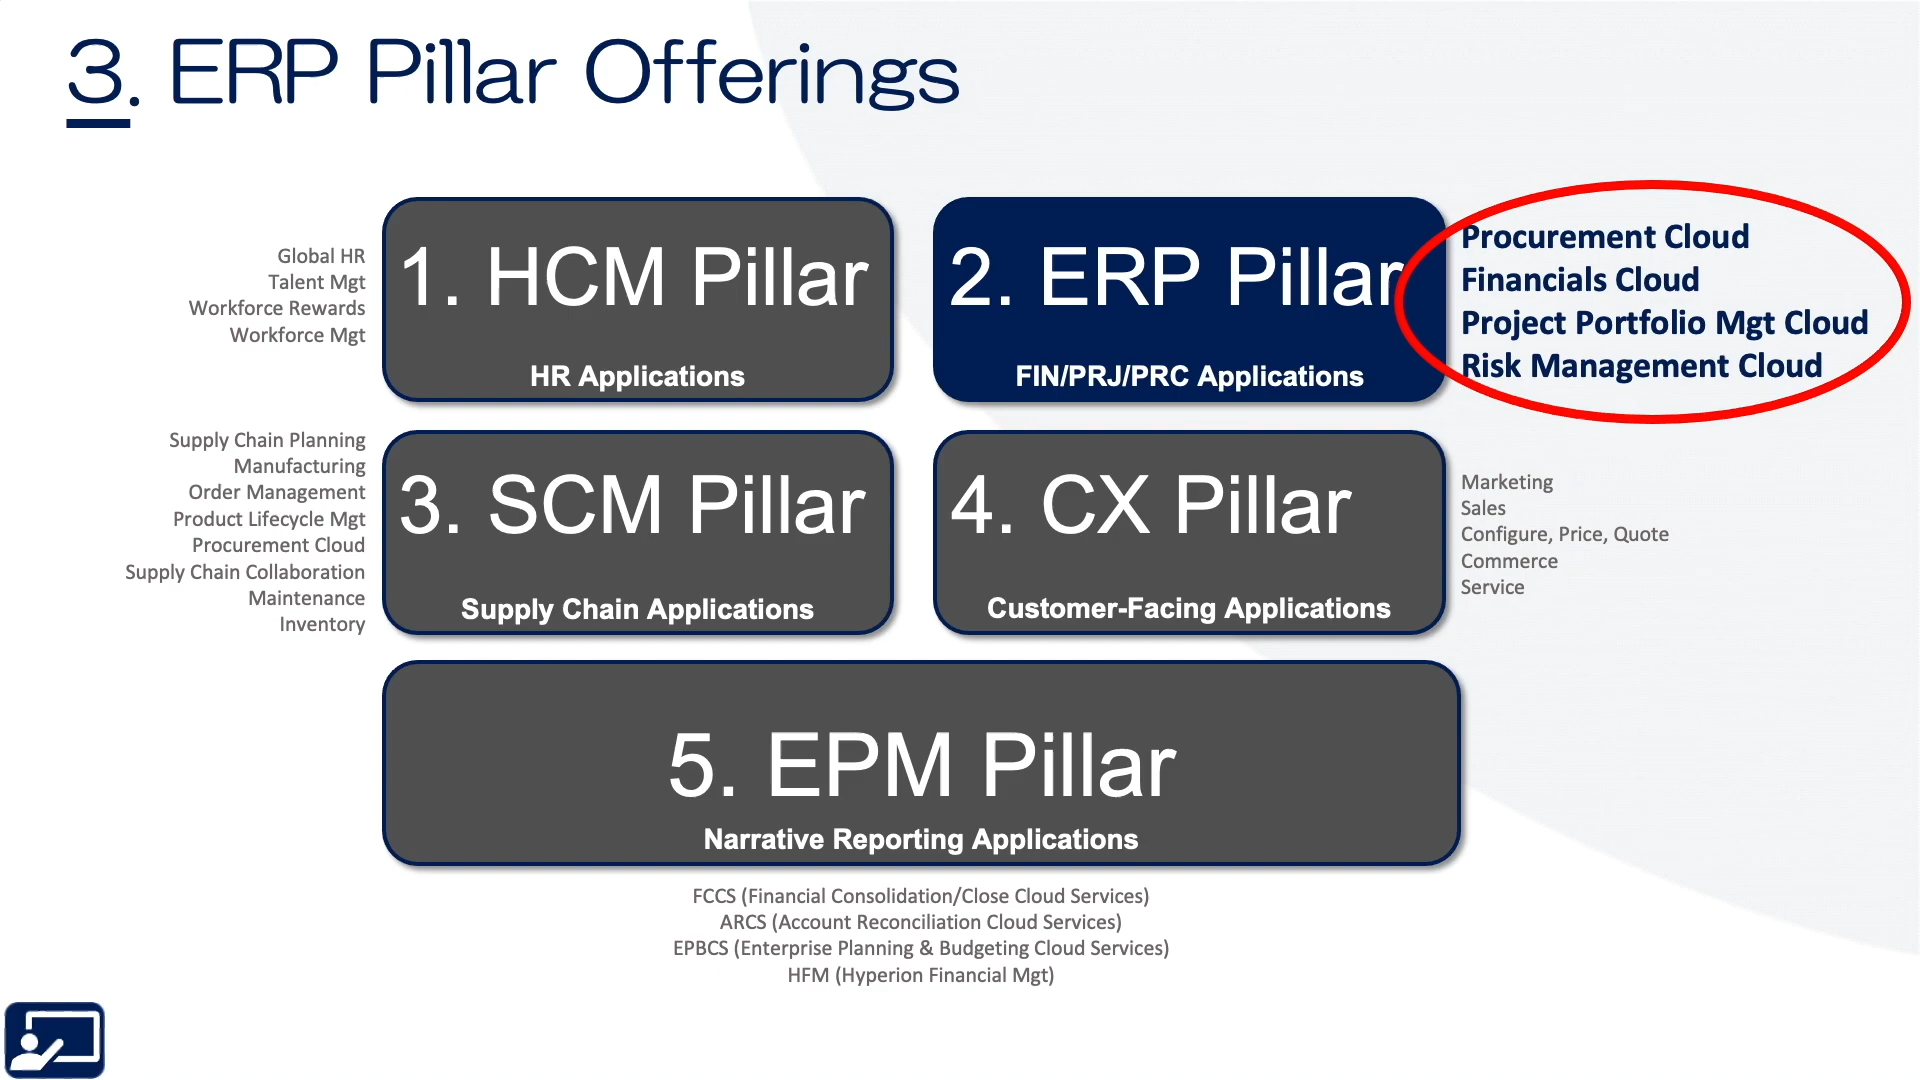 3. ERP Pillar Offerings
Global HR
Talent Mgt
Workforce Rewards
Workforce Mgt
1. HCM Pillar
HR Applications
2. ERP Pillar
FIN/PRJ/PRC Applications
Procurement Cloud
Financials Cloud
Project Portfolio Mgt Cloud
Risk Management Cloud
Supply Chain Planning
Manufacturing
Order Management
Product Lifecycle Mgt
Procurement Cloud
Supply Chain Collaboration
Maintenance
Inventory
3. SCM Pillar
Supply Chain Applications
4. CX Pillar
Customer-Facing Applications
Marketing
Sales
Configure, Price, Quote
Commerce
Service
5. EPM Pillar
Narrative Reporting Applications
FCCS (Financial Consolidation/Close Cloud Services)
ARCS (Account Reconciliation Cloud Services)
EPBCS (Enterprise Planning & Budgeting Cloud Services)
HFM (Hyperion Financial Mgt)